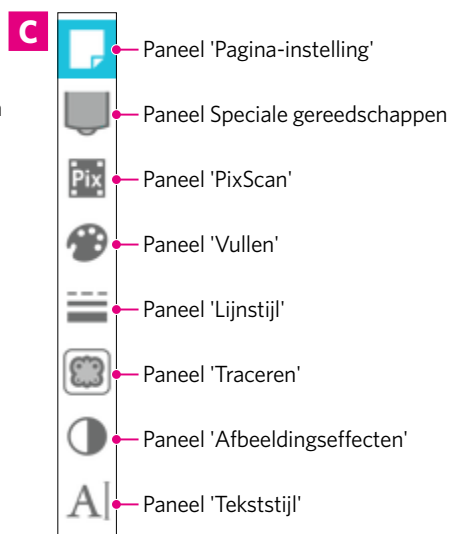 C
Paneel 'Pagina-instelling'
Paneel Speciale gereedschappen
Pix
Paneel 'PixScan'
Paneel 'Vullen'
Paneel 'Lijnstijl'
Paneel 'Traceren'
Paneel 'Afbeeldingseffecten'
A
Paneel 'Tekststijl'